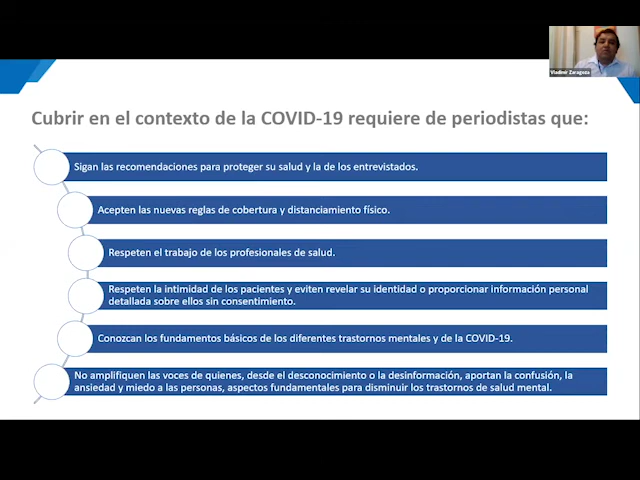 Vladimir Zaragoza
Cubrir en el contexto de la COVID-19 requiere de periodistas que:
Sigan las recomendaciones para proteger su salud y la de los entrevistados.
Acepten las nuevas reglas de cobertura y distanciamiento físico.
Respeten el trabajo de los profesionales de salud.
Respeten la intimidad de los pacientes y eviten revelar su identidad o proporcionar información personal
detallada sobre ellos sin consentimiento.
Conozcan los fundamentos básicos de los diferentes trastornos mentales y de la COVID-19.
No amplifiquen las voces de quienes, desde el desconocimiento o la desinformación, aportan la confusión, la
ansiedad y miedo a las personas, aspectos fundamentales para disminuir los trastornos de salud mental.